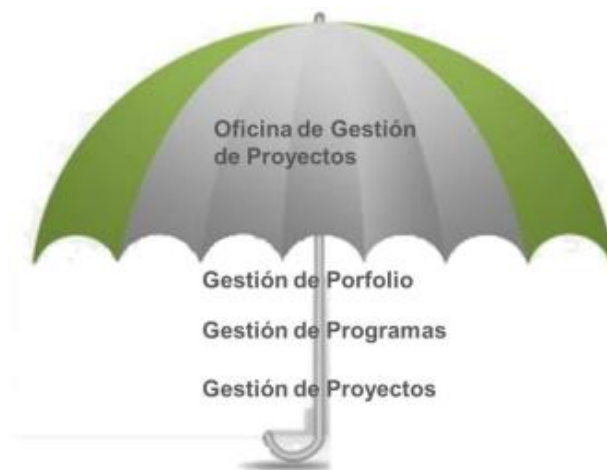 Oficina de Gestión
de Proyectos
Gestión de Porfolio
Gestión de Programas
Gestión de Proyectos